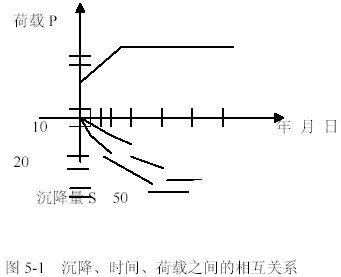 荷载 P
10
年 月 日
20
沉降量 S 50
图 5-1 沉降、时间、荷载之间的相互关系